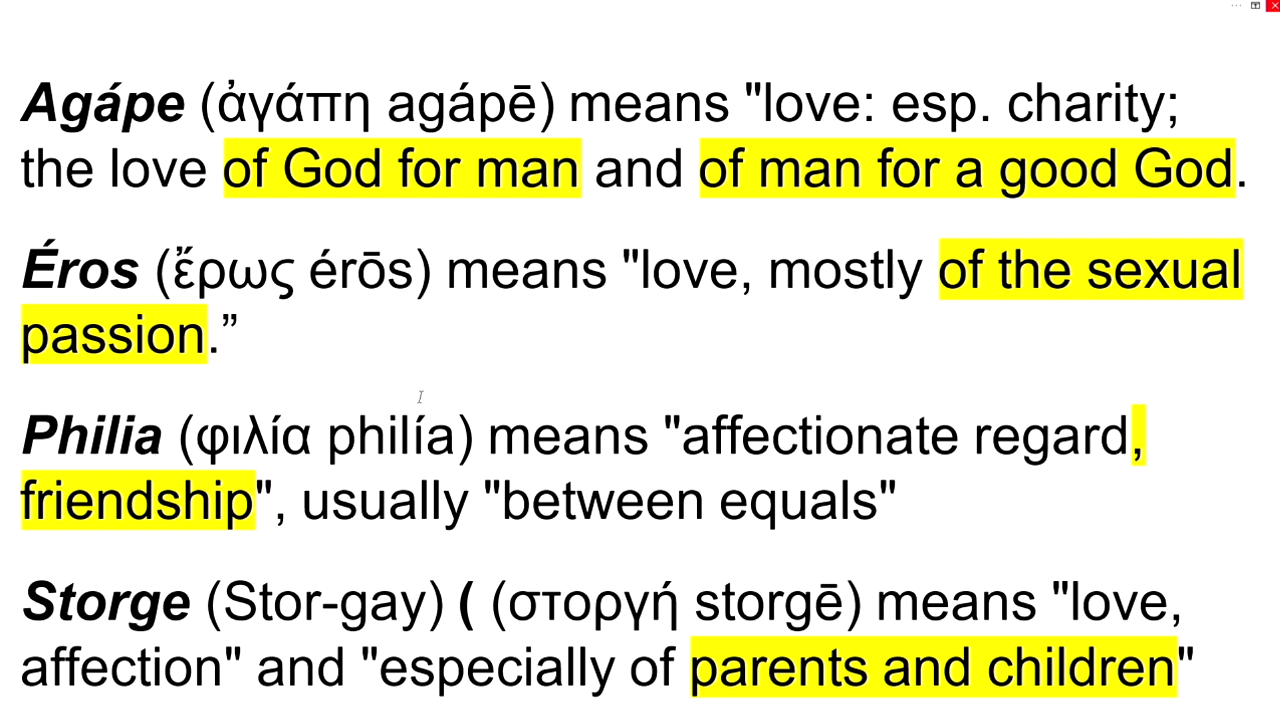 Agápe (ἀγάπη agápē) means "love: esp. charity;
the love of God for man and of man for a good God.
Éros (ἔρως érōs) means "love, mostly of the sexual
passion.”
Philia (φιλία philía) means "affectionate regard,
friendship", usually "between equals"
Storge (Stor-gay) ( (στοργή storgē) means "love,
affection" and "especially of parents and children"